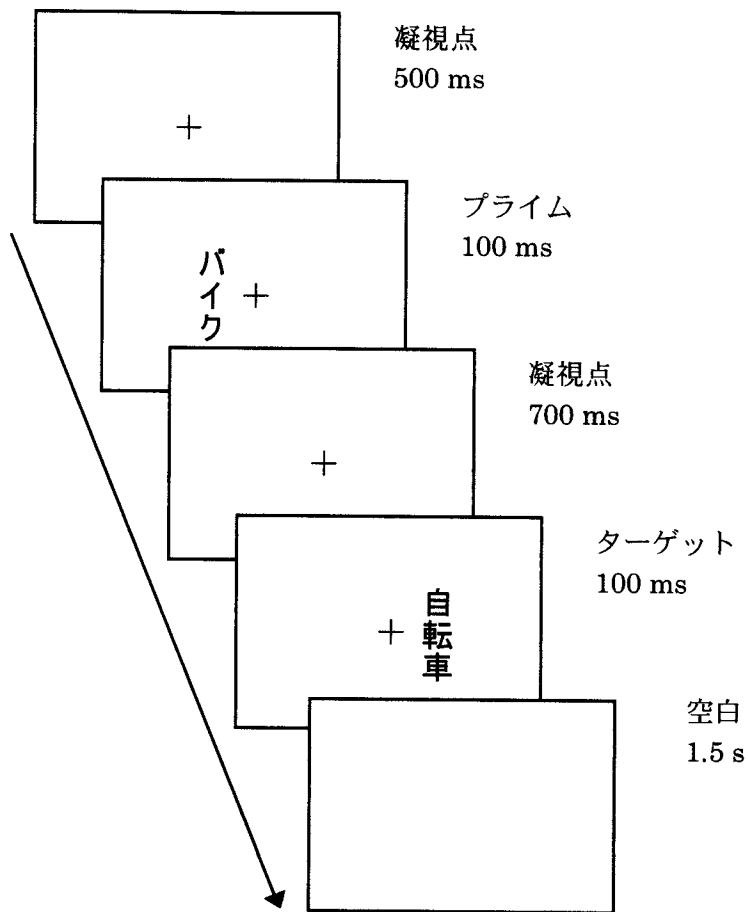 凝視点
500 ms
+
プライム
100 ms
バイク
+
凝視点
700 ms
+
ターゲット
100 ms
+
自転車
空白
1.5 s